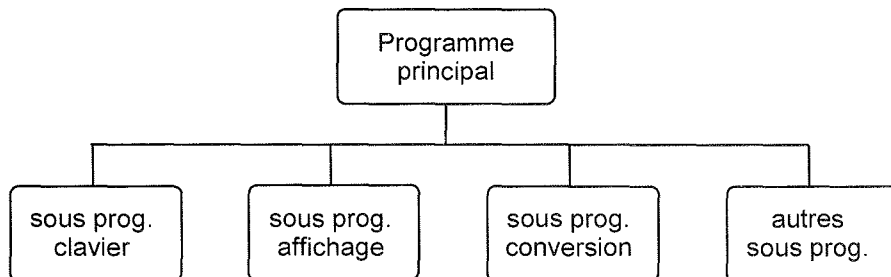 Programme
principal
sous prog.
clavier
sous prog.
affichage
sous prog.
conversion
autres
sous prog.